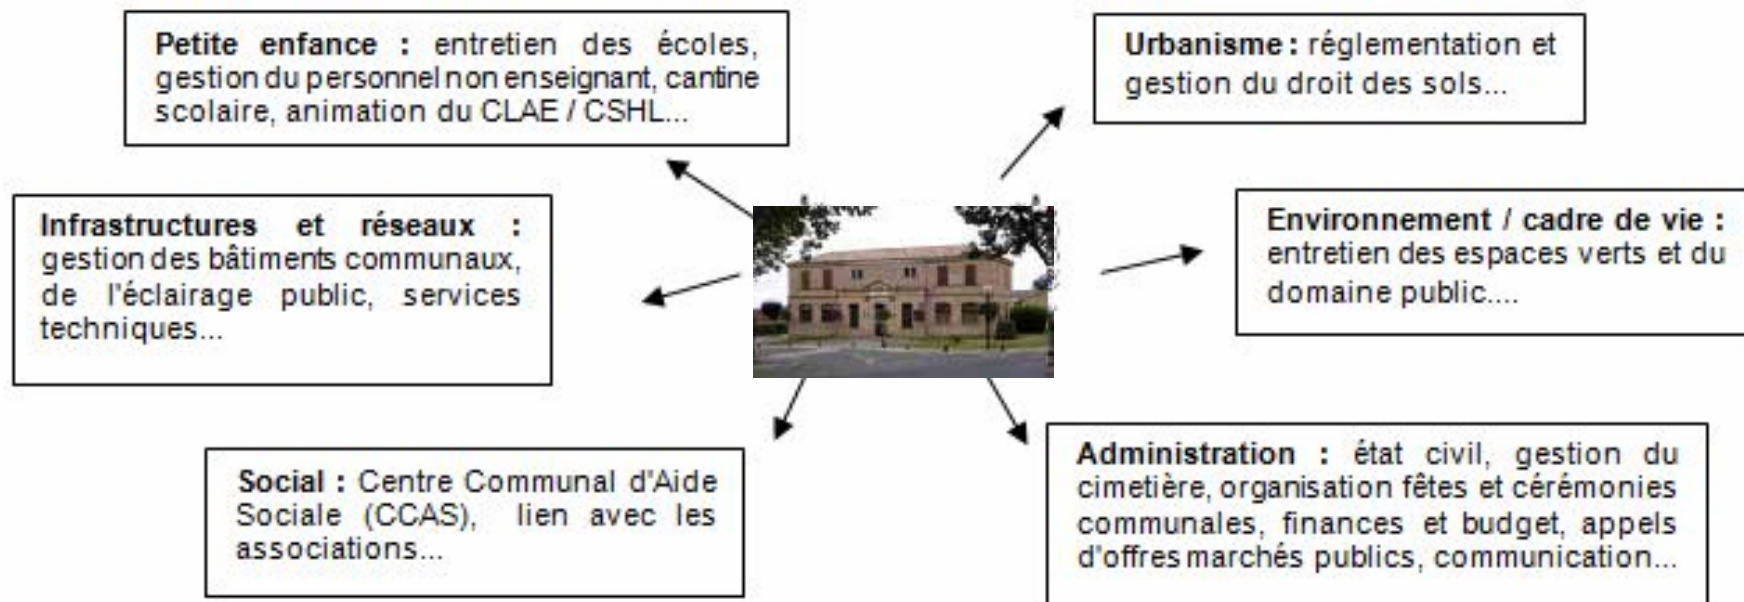 Petite enfance : entretien des écoles,
gestion du personnel non enseignant, cantine
scolaire, animation du CLAE / CSHL...
Urbanisme : réglementation et
gestion du droit des sols...
Infrastructures et réseaux :
gestion des bâtiments communaux,
de l'éclairage public, services
techniques...
Environnement / cadre de vie :
entretien des espaces verts et du
domaine public....
Social : Centre Communal d'Aide
Sociale (CCAS), lien avec les
associations...
Administration : état civil, gestion du
cimetière, organisation fêtes et cérémonies
communales, finances et budget, appels
d'offres marchés publics, communication...